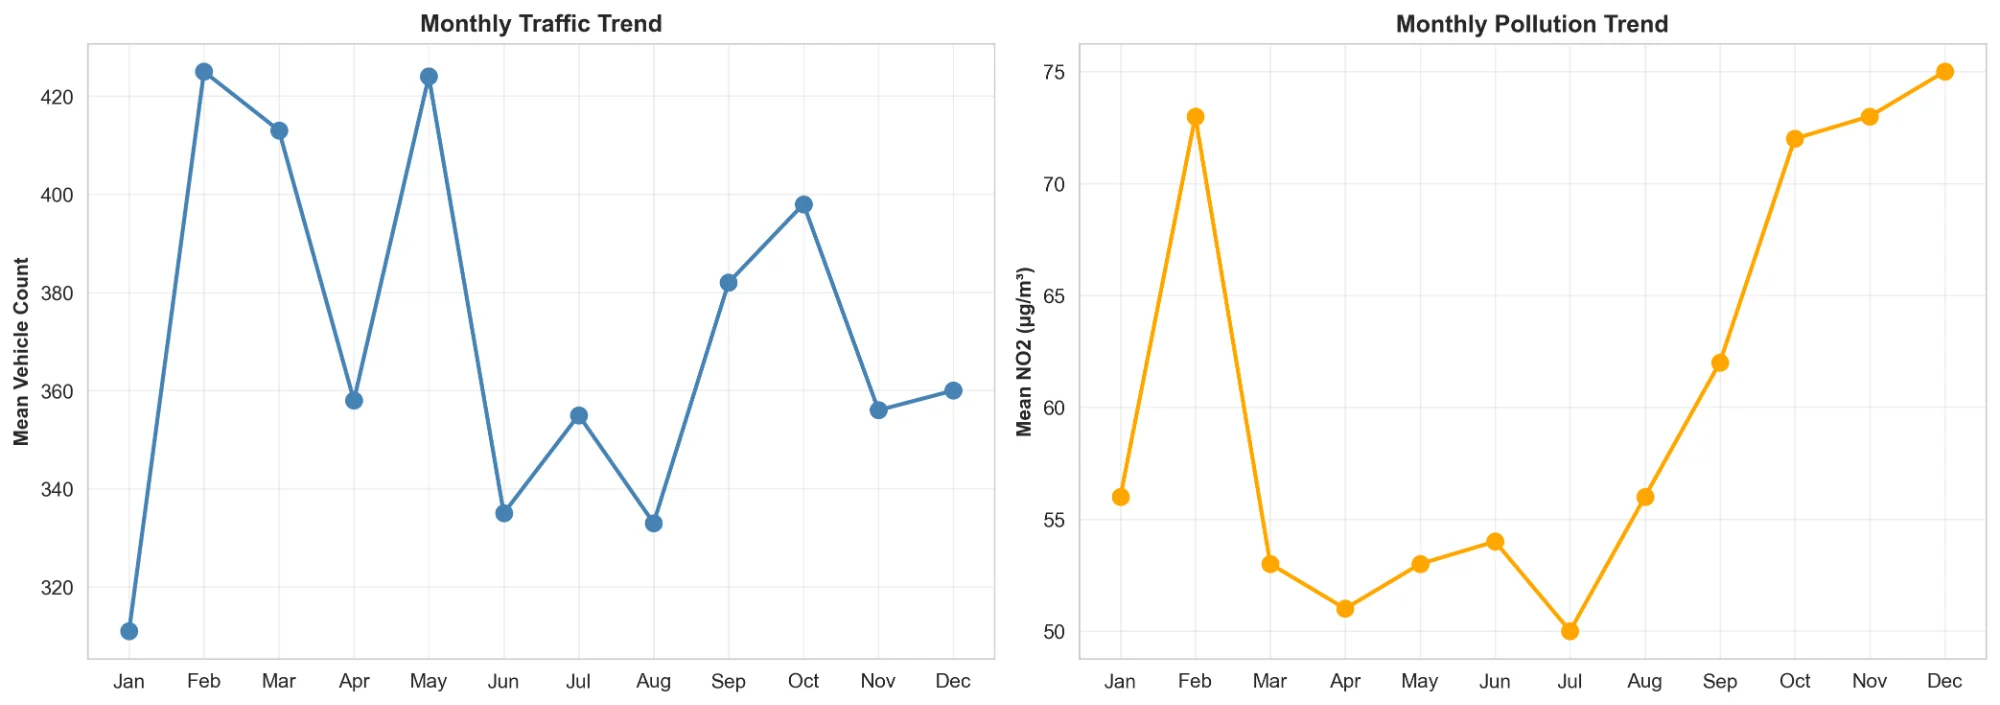 Monthly Traffic Trend
Mean Vehicle Count
420
400
380
360
340
320
Jan Feb Mar Apr May Jun Jul Aug Sep Oct Nov Dec
Monthly Pollution Trend
Mean NO2 (µg/m³)
75
70
65
60
55
50
Jan Feb Mar Apr May Jun Jul Aug Sep Oct Nov Dec